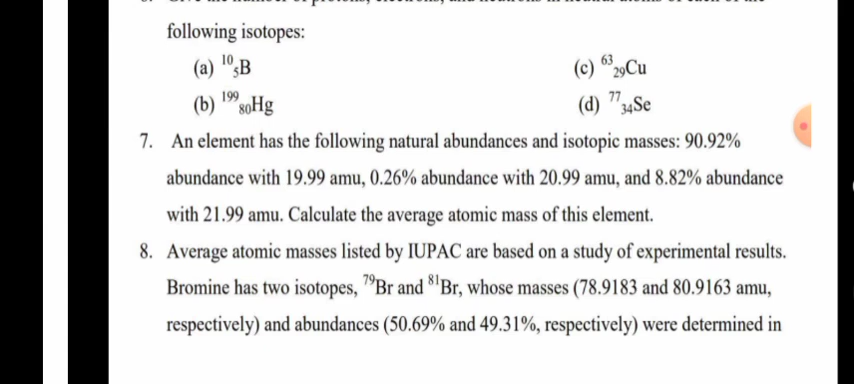 following isotopes:
(a) ¹⁰₅B (c) ⁶³₂₉Cu
(b) ¹⁹⁹₈₀Hg (d) ⁷⁷₃₄Se
7. An element has the following natural abundances and isotopic masses: 90.92%
abundance with 19.99 amu, 0.26% abundance with 20.99 amu, and 8.82% abundance
with 21.99 amu. Calculate the average atomic mass of this element.
8. Average atomic masses listed by IUPAC are based on a study of experimental results.
Bromine has two isotopes, ⁷⁹Br and ⁸¹Br, whose masses (78.9183 and 80.9163 amu,
respectively) and abundances (50.69% and 49.31%, respectively) were determined in